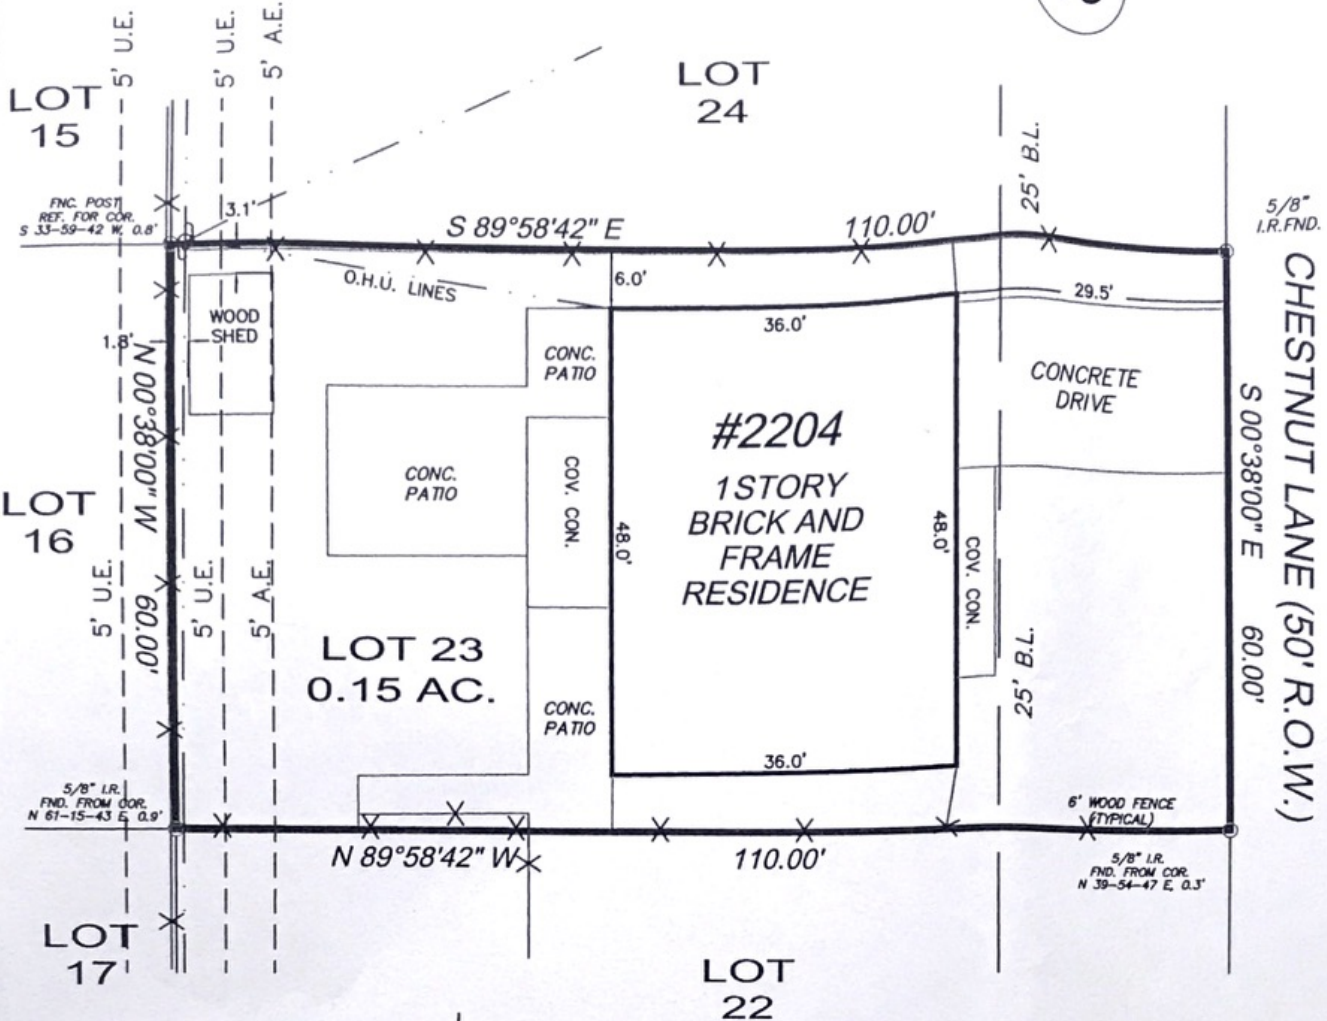 5' U.E.
5' U.E.
5' A.E.
LOT
15
LOT
24
25' B.L.
FNC. POST
REF. FOR COR.
S 33-59-42 W, 0.8'
3.1'
S 89°58'42" E
110.00'
5/8"
I.R.FND.
O.H.U. LINES
6.0'
29.5'
36.0'
WOOD
SHED
1.8'
CONC.
PATIO
CONCRETE
DRIVE
CHESTNUT LANE (50' R.O.W.)
N 00°38'00" W 60.00'
S 00°38'00" E 60.00'
#2204
1STORY
BRICK AND
FRAME
RESIDENCE
CONC.
PATIO
COV. CON.
48.0'
48.0'
COV. CON.
LOT
16
5' U.E.
5' U.E.
5' A.E.
LOT 23
0.15 AC.
25' B.L.
CONC.
PATIO
36.0'
5/8" I.R.
FND. FROM COR.
N 61-15-43 E, 0.9'
6' WOOD FENCE
(TYPICAL)
N 89°58'42" W
110.00'
5/8" I.R.
FND. FROM COR.
N 39-54-47 E, 0.3'
LOT
17
LOT
22